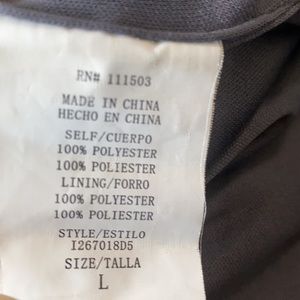 RN# 111503
MADE IN CHINA
HECHO EN CHINA
SELF/CUERPO
100% POLYESTER
100% POLIESTER
LINING/FORRO
100% POLYESTER
100% POLIESTER
STYLE/ESTILO
I267018D5
SIZE/TALLA
L